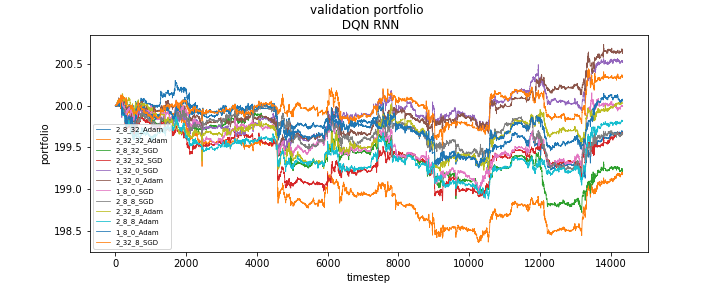 validation portfolio
DQN RNN
portfolio
200.5
200.0
199.5
199.0
198.5
2_8_32_Adam
2_32_32_Adam
2_8_32_SGD
2_32_32_SGD
1_32_0_SGD
1_32_0_Adam
1_8_0_SGD
2_8_8_SGD
2_32_8_Adam
2_8_8_Adam
1_8_0_Adam
2_32_8_SGD
0
2000
4000
6000
8000
10000
12000
14000
timestep